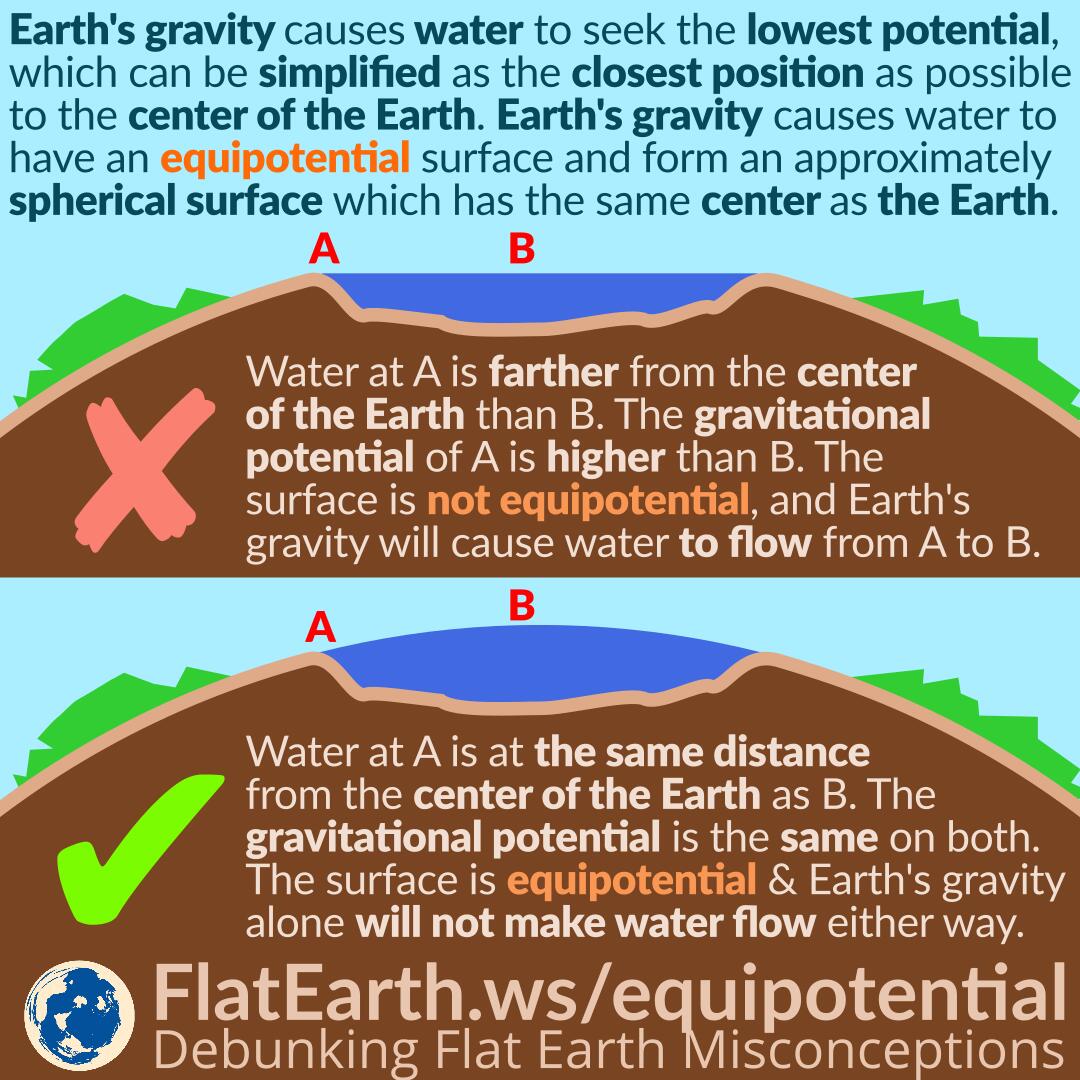 Earth's gravity causes water to seek the lowest potential,
which can be simplified as the closest position as possible
to the center of the Earth. Earth's gravity causes water to
have an equipotential surface and form an approximately
spherical surface which has the same center as the Earth.
A
B
Water at A is farther from the center
of the Earth than B. The gravitational
potential of A is higher than B. The
surface is not equipotential, and Earth's
gravity will cause water to flow from A to B.
B
A
Water at A is at the same distance
from the center of the Earth as B. The
gravitational potential is the same on both.
The surface is equipotential & Earth's gravity
alone will not make water flow either way.
FlatEarth.ws/equipotential
Debunking Flat Earth Misconceptions